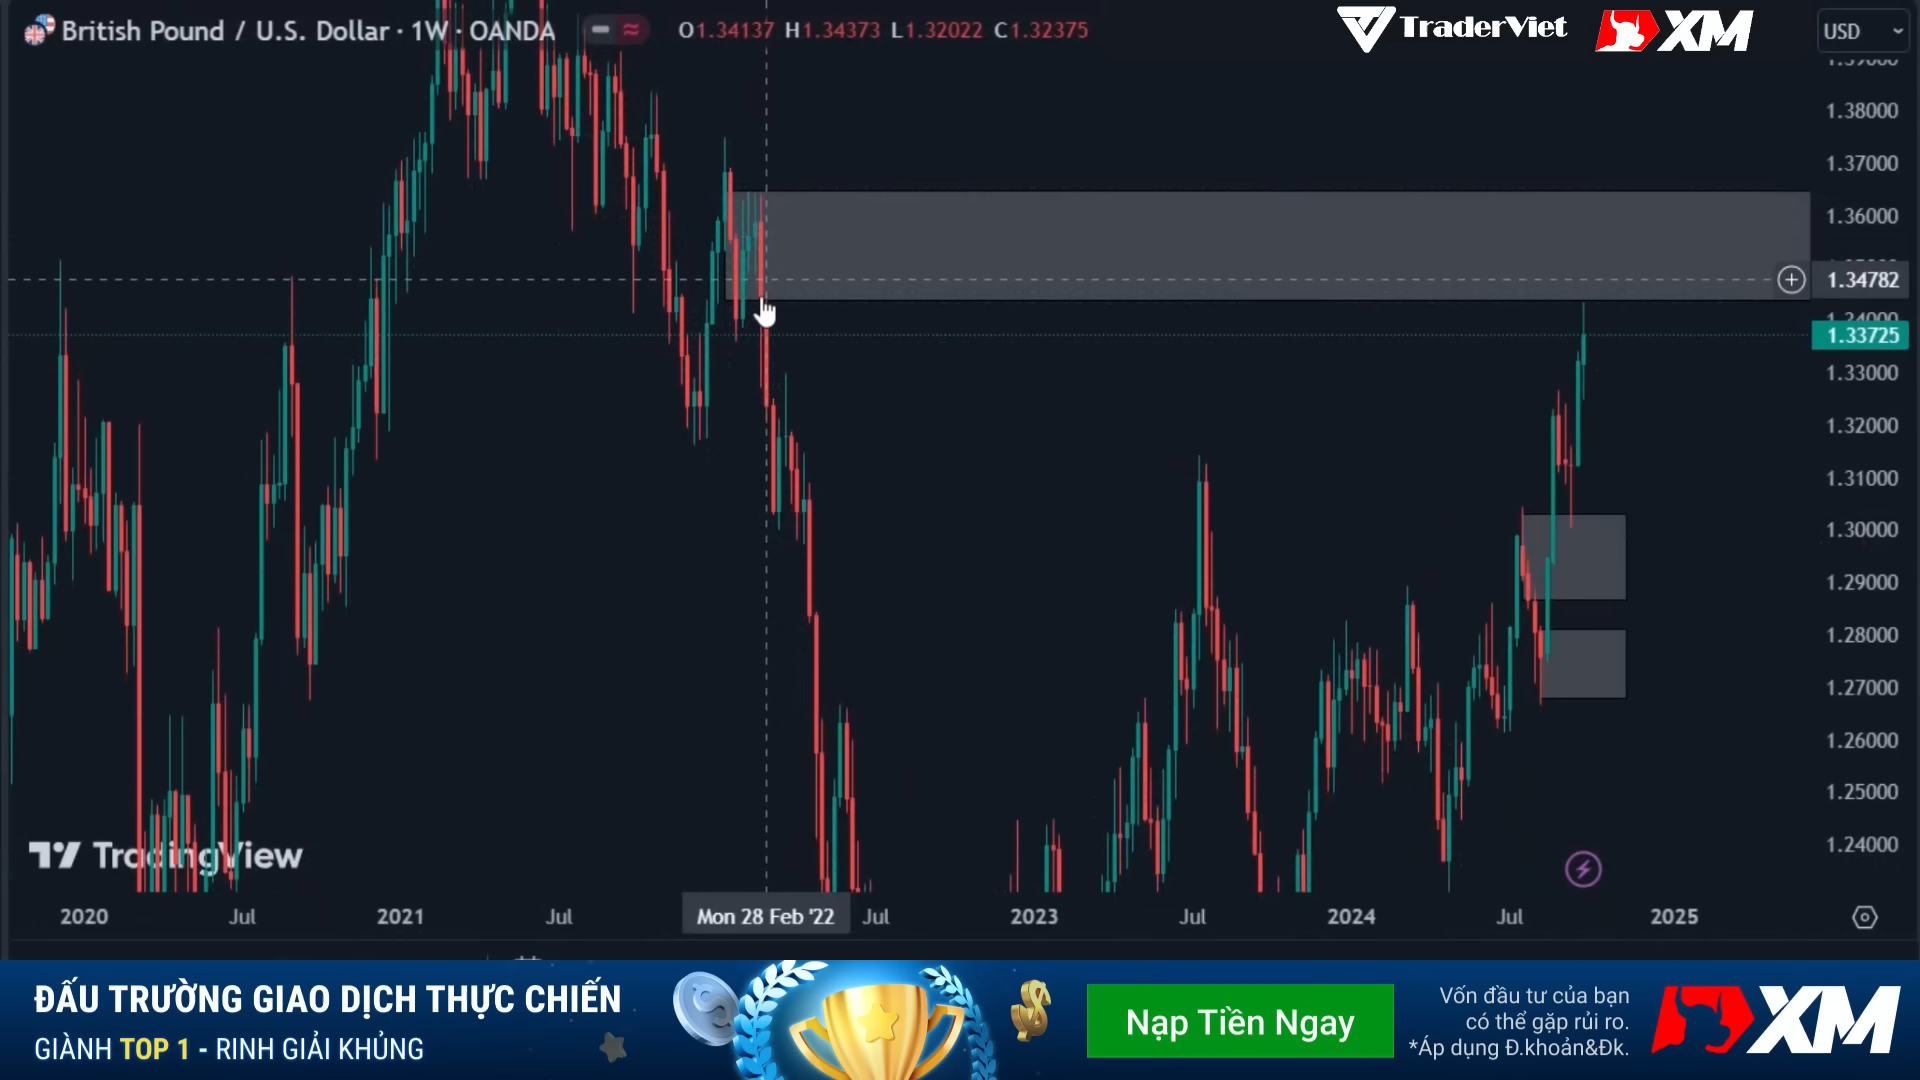 British Pound / U.S. Dollar · 1W · OANDA
O1.34137 H1.34373 L1.32022 C1.32375
TraderViet
XM
USD
1.38000
1.37000
1.36000
1.34782
1.33725
1.33000
1.32000
1.31000
1.30000
1.29000
1.28000
1.27000
1.26000
1.25000
1.24000
TradingView
2020
Jul
2021
Jul
Mon 28 Feb '22
Jul
2023
Jul
2024
Jul
2025
ĐẤU TRƯỜNG GIAO DỊCH THỰC CHIẾN
GIÀNH TOP 1 - RINH GIẢI KHỦNG
Nạp Tiền Ngay
Vốn đầu tư của bạn
có thể gặp rủi ro.
*Áp dụng Đ.khoản&Đk.
XM